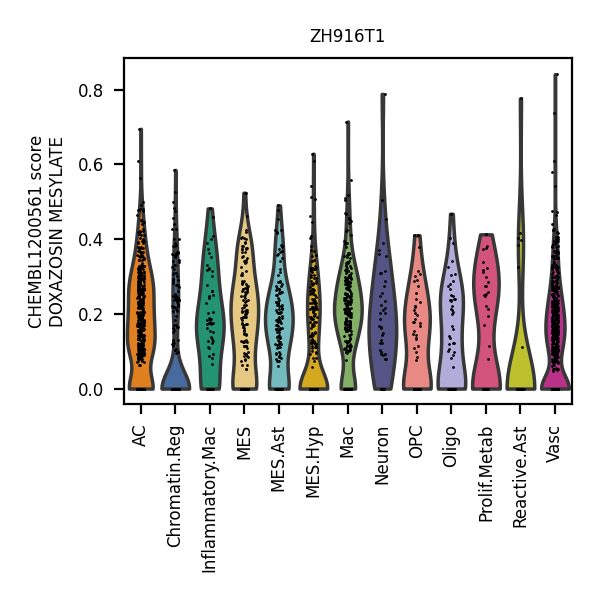 ZH916T1
CHEMBL1200561 score
DOXAZOSIN MESYLATE
0.8
0.6
0.4
0.2
0.0
AC
Chromatin.Reg
Inflammatory.Mac
MES
MES.Ast
MES.Hyp
Mac
Neuron
OPC
Oligo
Prolif.Metab
Reactive.Ast
Vasc